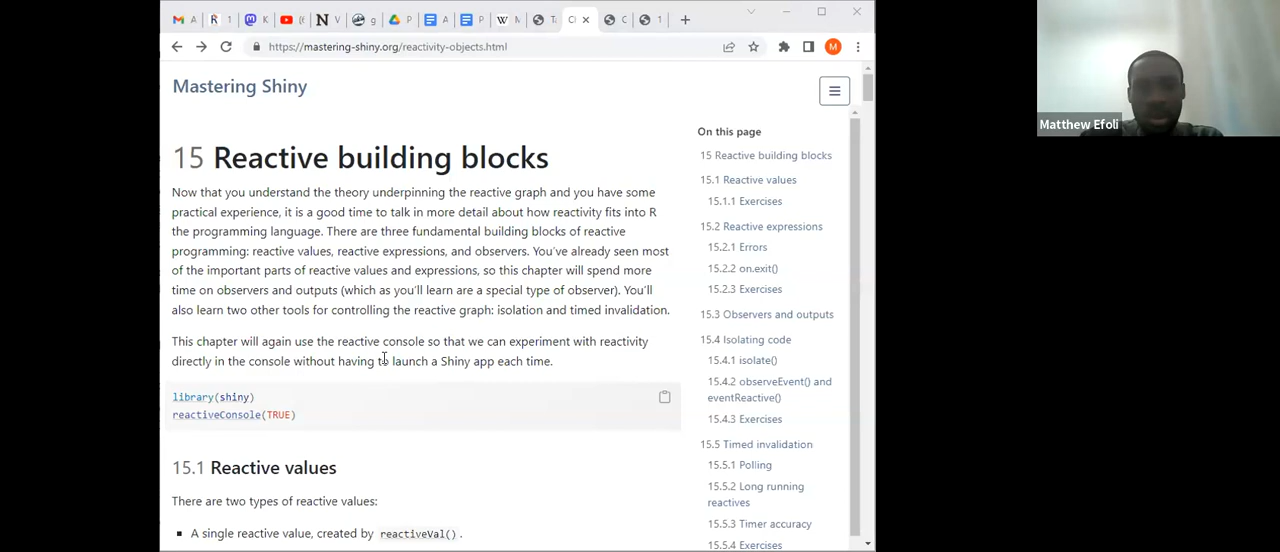 A
1
K
(
V
g
P
A
P
M
Ta
Cl
C
1
https://mastering-shiny.org/reactivity-objects.html
M
Mastering Shiny
Matthew Efoli
On this page
15 Reactive building blocks
15 Reactive building blocks
15.1 Reactive values
15.1.1 Exercises
15.2 Reactive expressions
15.2.1 Errors
15.2.2 on.exit()
15.2.3 Exercises
15.3 Observers and outputs
15.4 Isolating code
15.4.1 isolate()
15.4.2 observeEvent() and
eventReactive()
15.4.3 Exercises
15.5 Timed invalidation
15.5.1 Polling
15.5.2 Long running
reactives
15.5.3 Timer accuracy
15.5.4 Exercises
Now that you understand the theory underpinning the reactive graph and you have some
practical experience, it is a good time to talk in more detail about how reactivity fits into R
the programming language. There are three fundamental building blocks of reactive
programming: reactive values, reactive expressions, and observers. You've already seen most
of the important parts of reactive values and expressions, so this chapter will spend more
time on observers and outputs (which as you'll learn are a special type of observer). You'll
also learn two other tools for controlling the reactive graph: isolation and timed invalidation.
This chapter will again use the reactive console so that we can experiment with reactivity
directly in the console without having to launch a Shiny app each time.
library(shiny)
reactiveConsole(TRUE)
15.1 Reactive values
There are two types of reactive values:
A single reactive value, created by reactiveVal() .